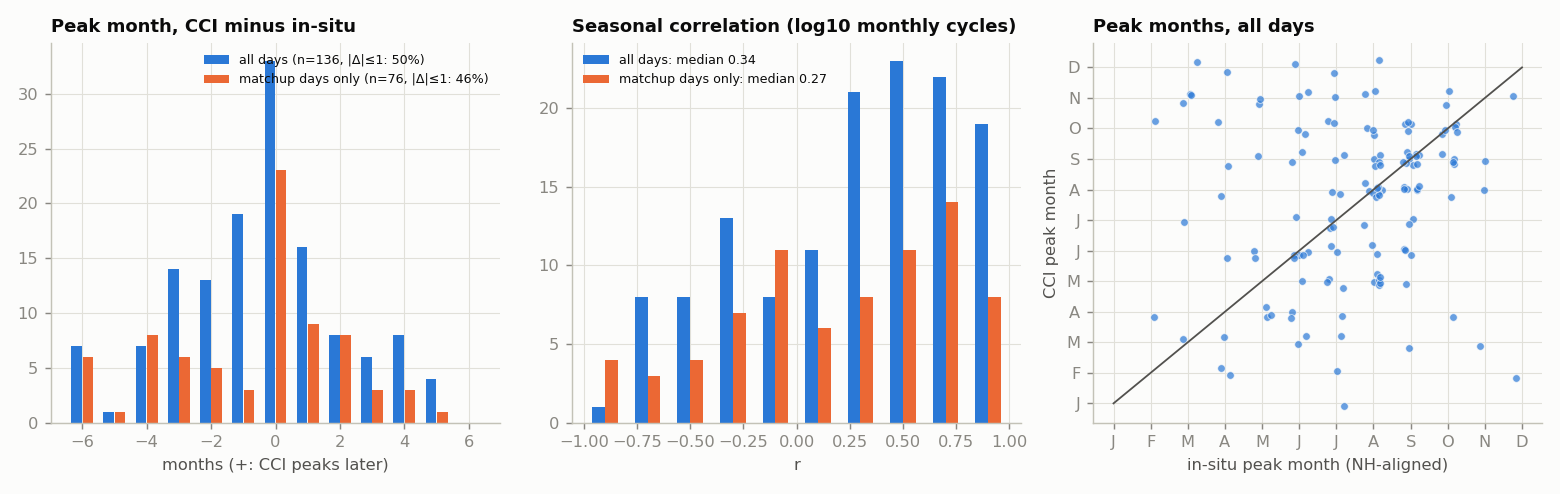 Peak month, CCI minus in-situ
all days (n=136, |Δ|≤1: 50%)
matchup days only (n=76, |Δ|≤1: 46%)
30
25
20
15
10
5
0
−6 −4 −2 0 2 4 6
months (+: CCI peaks later)
Seasonal correlation (log10 monthly cycles)
all days: median 0.34
matchup days only: median 0.27
20
15
10
5
0
−1.00 −0.75 −0.50 −0.25 0.00 0.25 0.50 0.75 1.00
r
Peak months, all days
CCI peak month
D
N
O
S
A
J
J
M
A
M
F
J
J F M A M J J A S O N D
in-situ peak month (NH-aligned)